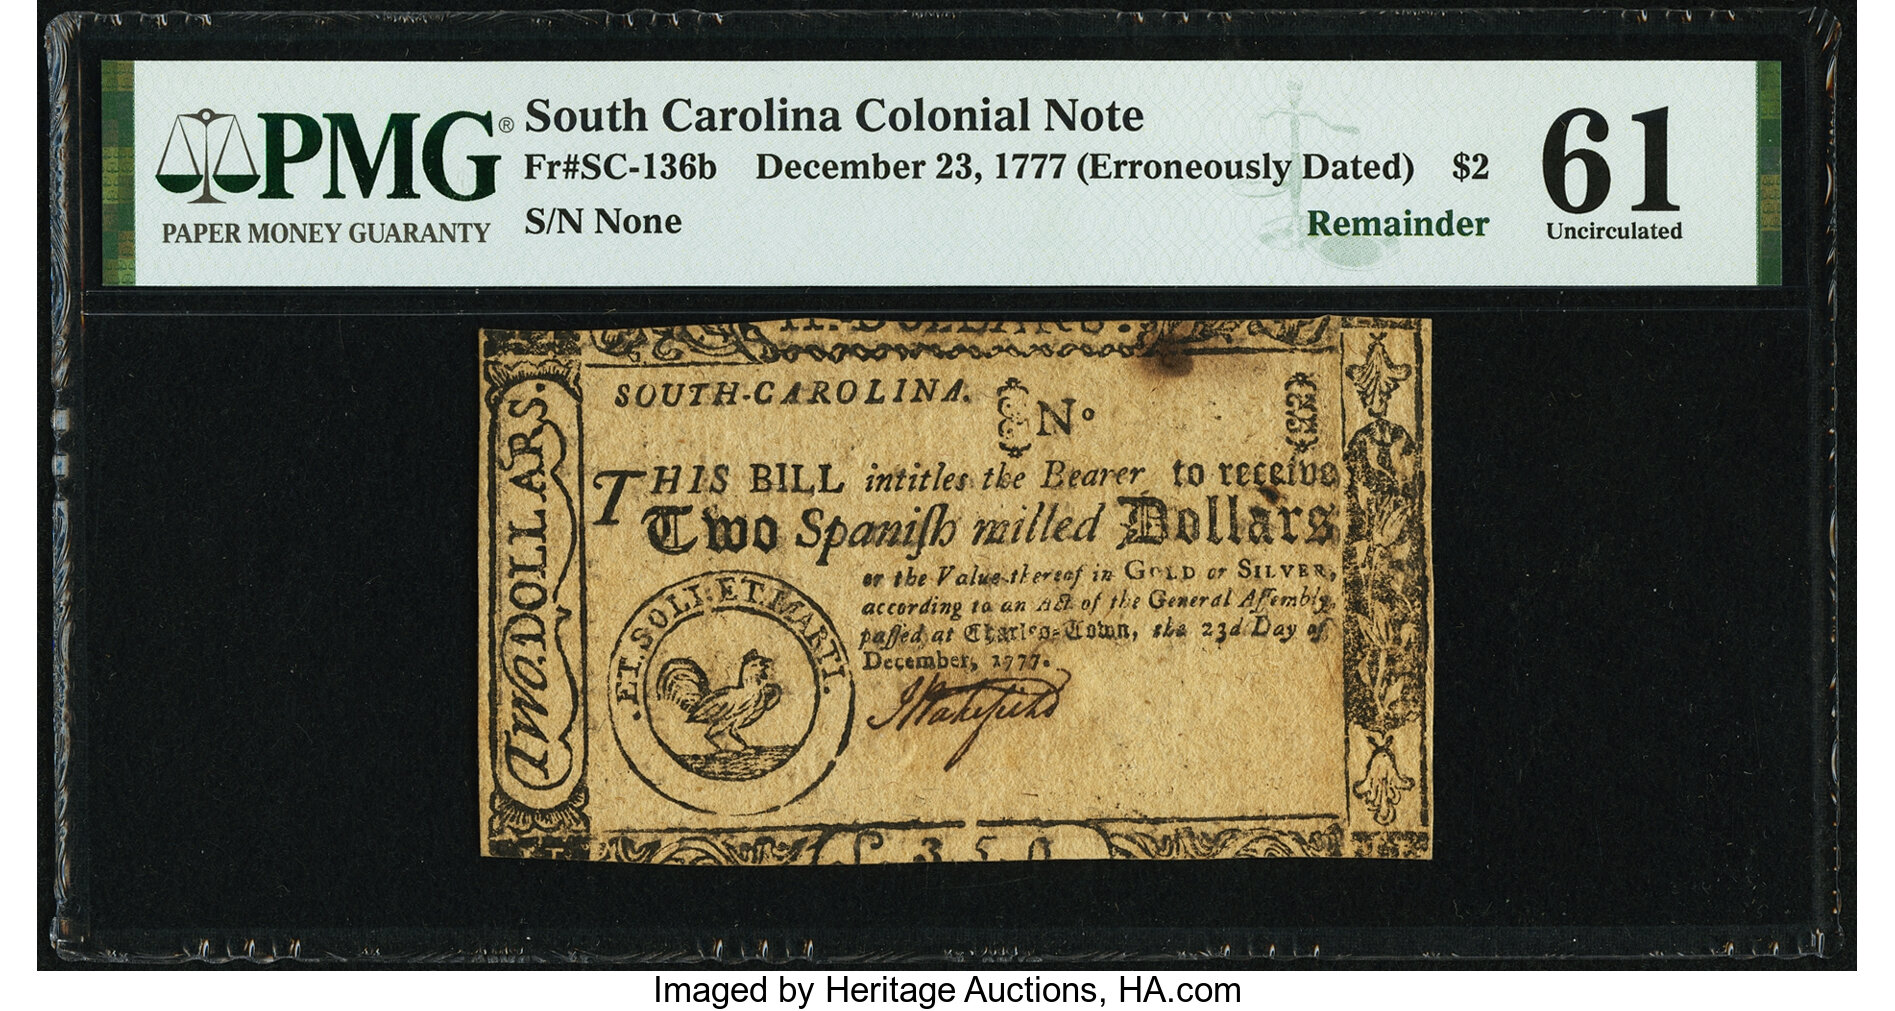 PMG®
PAPER MONEY GUARANTY
South Carolina Colonial Note
Fr#SC-136b December 23, 1777 (Erroneously Dated) $2
S/N None
Remainder
61
Uncirculated
II. DOLLARS.
TWO. DOLLARS.
SOUTH-CAROLINA.
No
THIS BILL intitles the Bearer to receive
Two Spaniſh milled Dollars
or the Value thereof in GOLD or SILVER,
according to an Act of the General Aſſembly,
paſſed at Charles-Town, the 23d Day of
December, 1777.
.ET.SOLI.ET.MARTI.
J Wakefield
Imaged by Heritage Auctions, HA.com